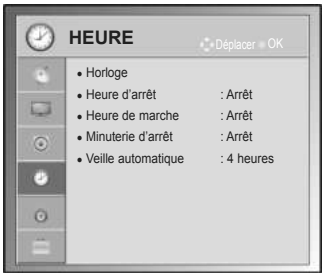 HEURE
Déplacer OK
• Horloge
• Heure d'arrêt : Arrêt
• Heure de marche : Arrêt
• Minuterie d'arrêt : Arrêt
• Veille automatique : 4 heures